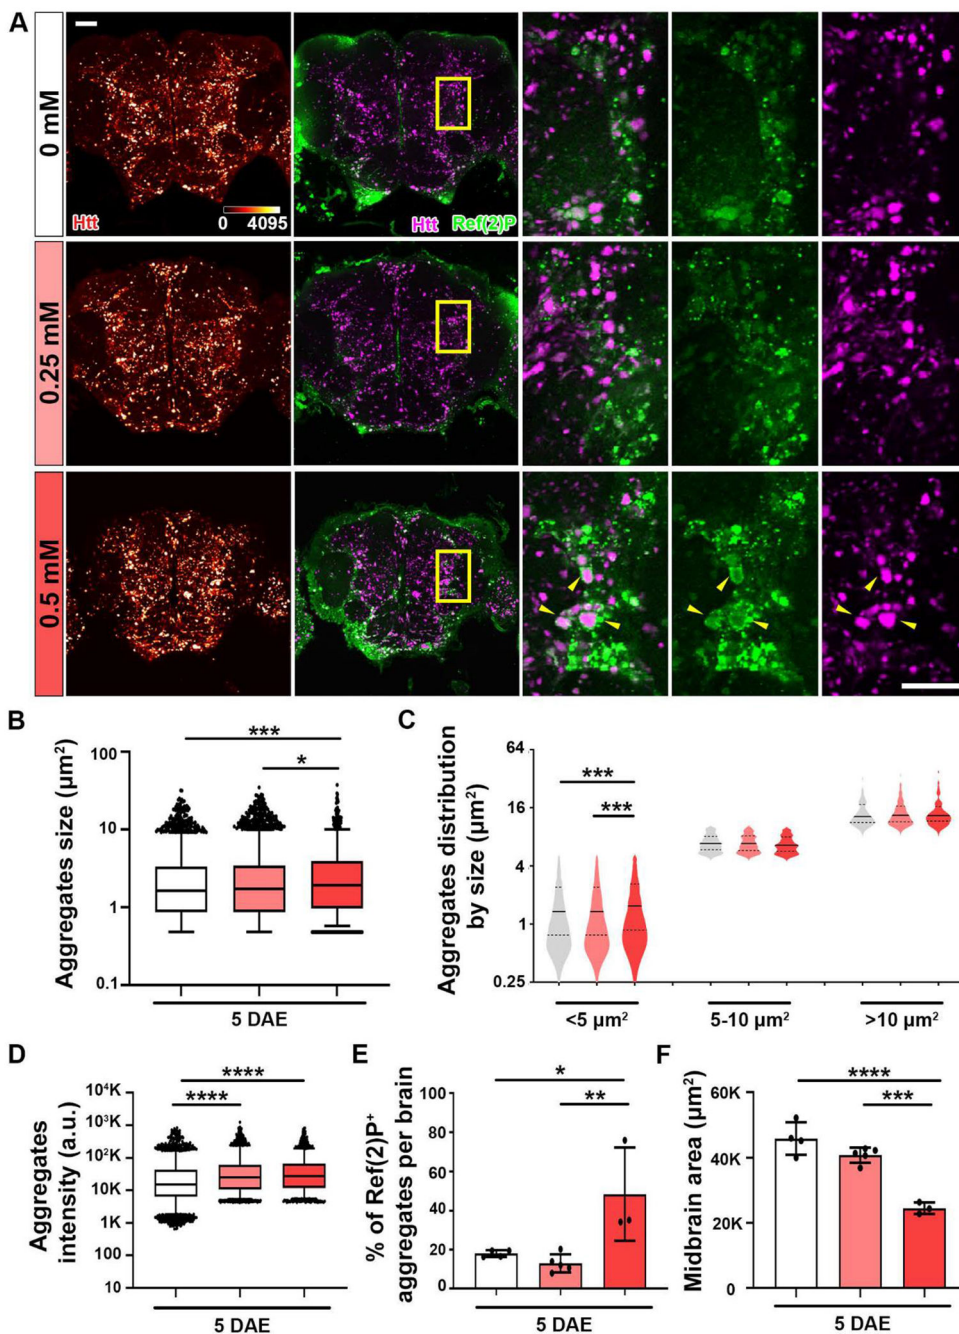 A
0 mM
Htt
0 4095
Htt Ref(2)P
0.25 mM
0.5 mM
B
Aggregates size (µm²)
100
10
1
0.1
***
*
5 DAE
C
Aggregates distribution
by size (µm²)
64
16
4
1
0.25
***
***
<5 µm²
5-10 µm²
>10 µm²
D
Aggregates
intensity (a.u.)
10⁴K
10³K
10²K
10K
1K
100
10
****
****
5 DAE
E
% of Ref(2)P⁺
aggregates per brain
100
80
60
40
20
0
*
**
5 DAE
F
Midbrain area (µm²)
60K
40K
20K
0
****
***
5 DAE